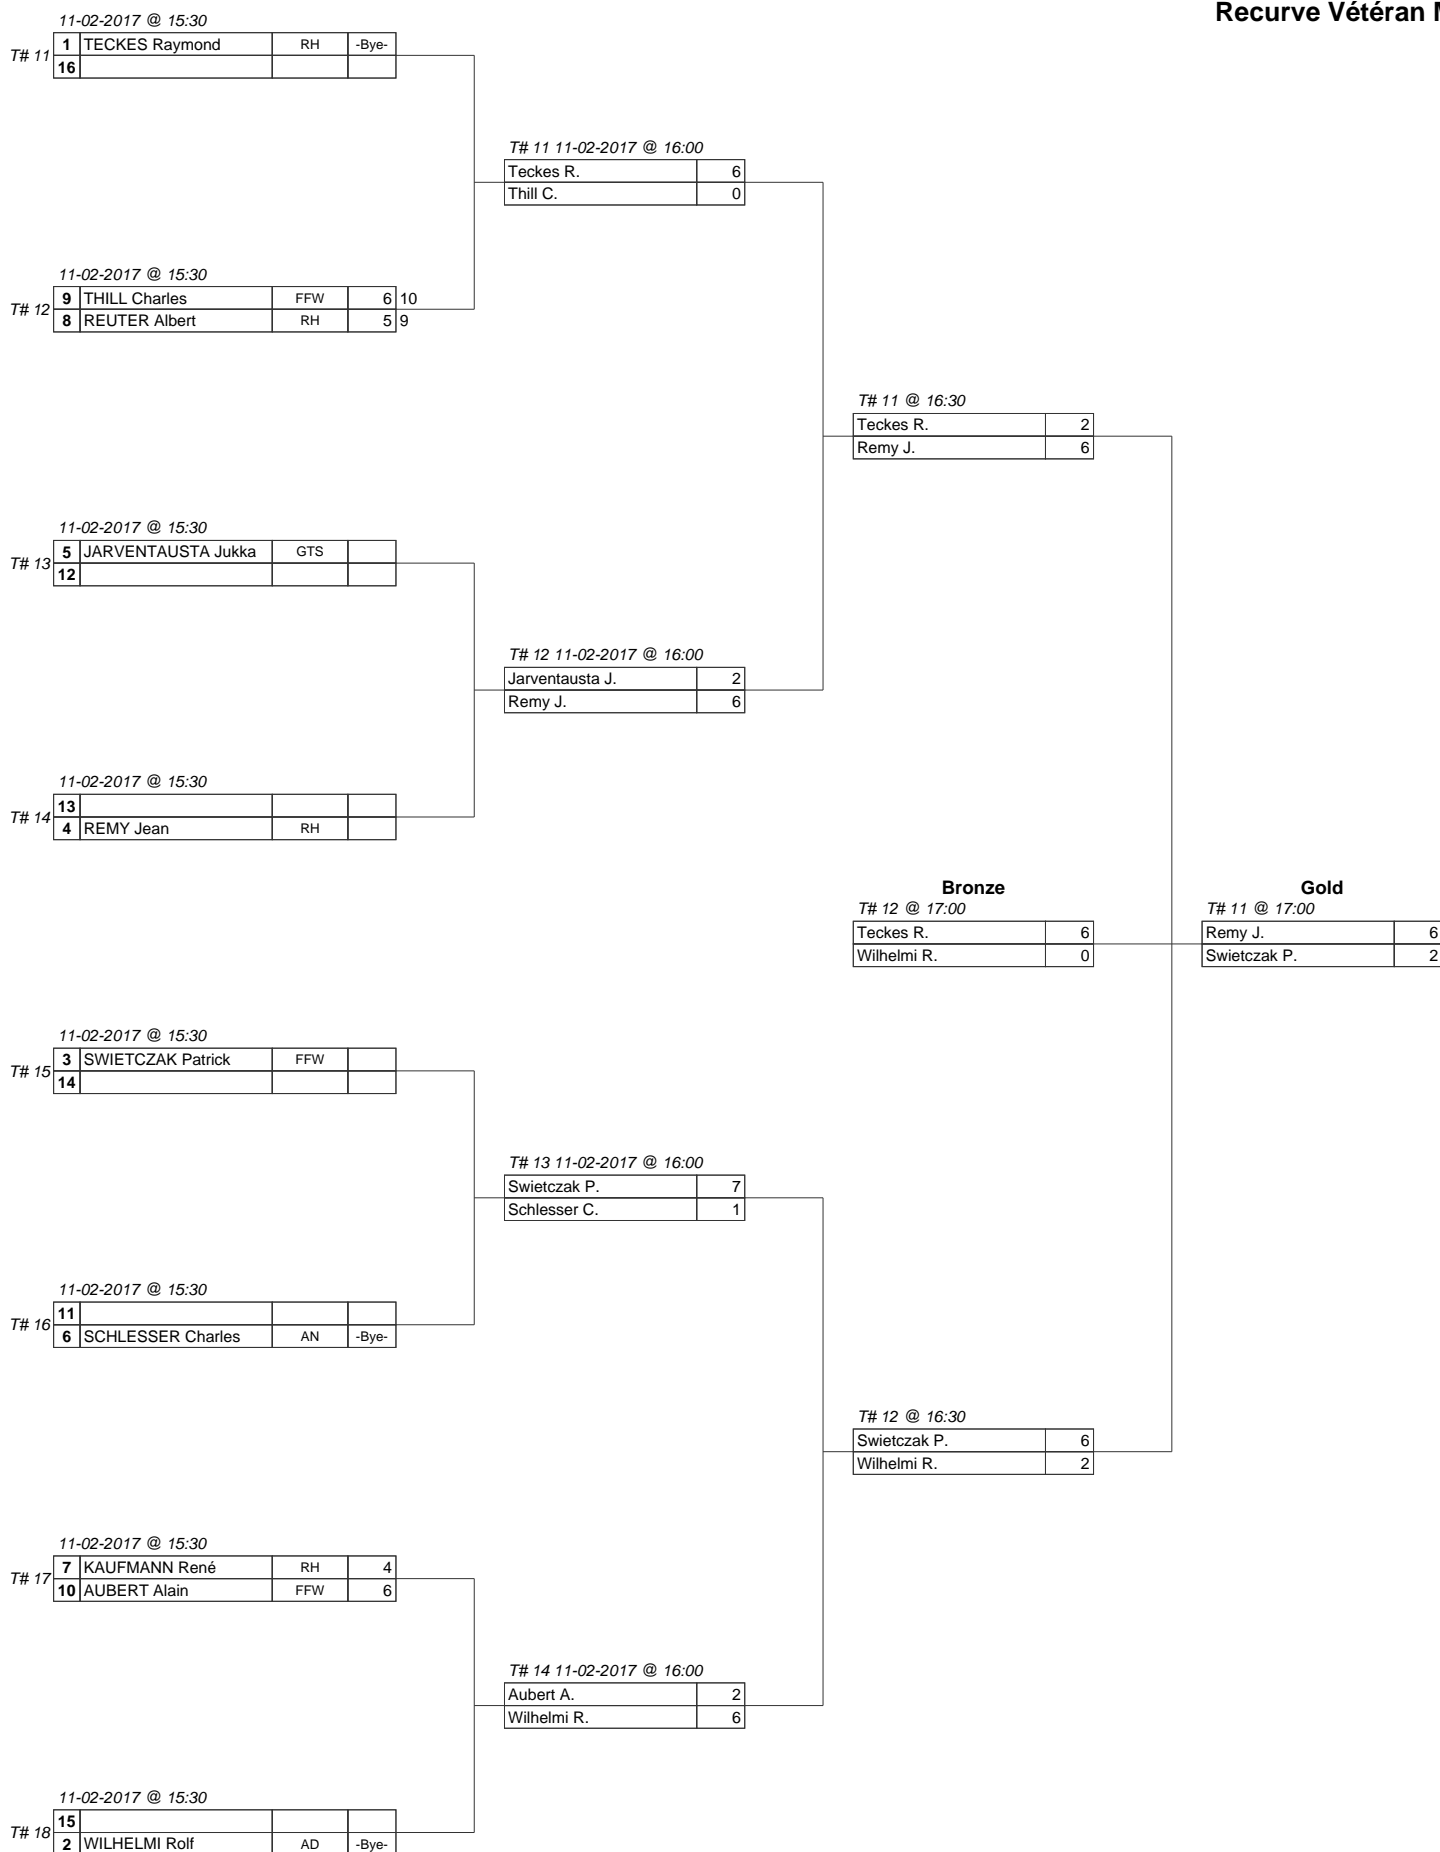 Recurve Vétéran M
11-02-2017 @ 15:30
T# 11 1 TECKES Raymond RH -Bye-
16
T# 11 11-02-2017 @ 16:00
Teckes R. 6
Thill C. 0
11-02-2017 @ 15:30
T# 12 9 THILL Charles FFW 6 10
8 REUTER Albert RH 5 9
T# 11 @ 16:30
Teckes R. 2
Remy J. 6
11-02-2017 @ 15:30
T# 13 5 JARVENTAUSTA Jukka GTS
12
T# 12 11-02-2017 @ 16:00
Jarventausta J. 2
Remy J. 6
11-02-2017 @ 15:30
T# 14 13
4 REMY Jean RH
Bronze
T# 12 @ 17:00
Teckes R. 6
Wilhelmi R. 0
Gold
T# 11 @ 17:00
Remy J. 6
Swietczak P. 2
11-02-2017 @ 15:30
T# 15 3 SWIETCZAK Patrick FFW
14
T# 13 11-02-2017 @ 16:00
Swietczak P. 7
Schlesser C. 1
11-02-2017 @ 15:30
T# 16 11
6 SCHLESSER Charles AN -Bye-
T# 12 @ 16:30
Swietczak P. 6
Wilhelmi R. 2
11-02-2017 @ 15:30
T# 17 7 KAUFMANN René RH 4
10 AUBERT Alain FFW 6
T# 14 11-02-2017 @ 16:00
Aubert A. 2
Wilhelmi R. 6
11-02-2017 @ 15:30
T# 18 15
2 WILHELMI Rolf AD -Bye-